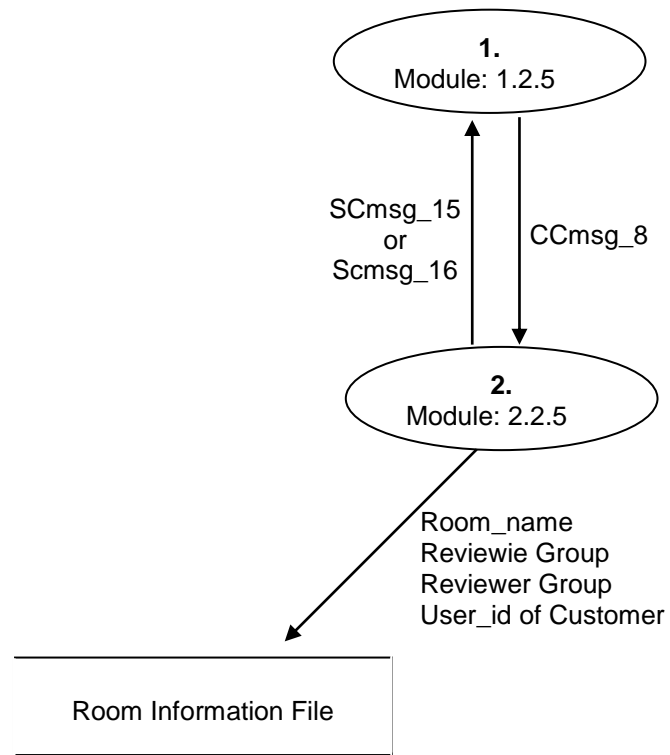 1.
Module: 1.2.5
SCmsg_15
or
Scmsg_16
CCmsg_8
2.
Module: 2.2.5
Room_name
Reviewie Group
Reviewer Group
User_id of Customer
Room Information File